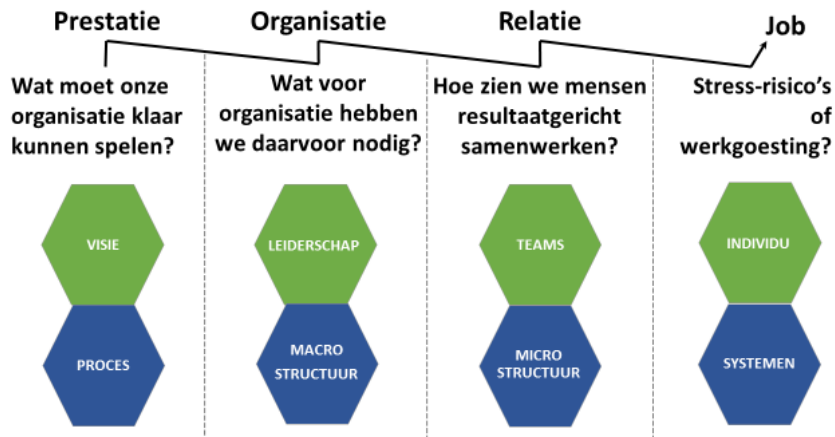 Prestatie
Organisatie
Relatie
Job
Wat moet onze
organisatie klaar
kunnen spelen?
Wat voor
organisatie hebben
we daarvoor nodig?
Hoe zien we mensen
resultaatgericht
samenwerken?
Stress-risico's
of
werkgoesting?
VISIE
LEIDERSCHAP
TEAMS
INDIVIDU
PROCES
MACRO
STRUCTUUR
MICRO
STRUCTUUR
SYSTEMEN